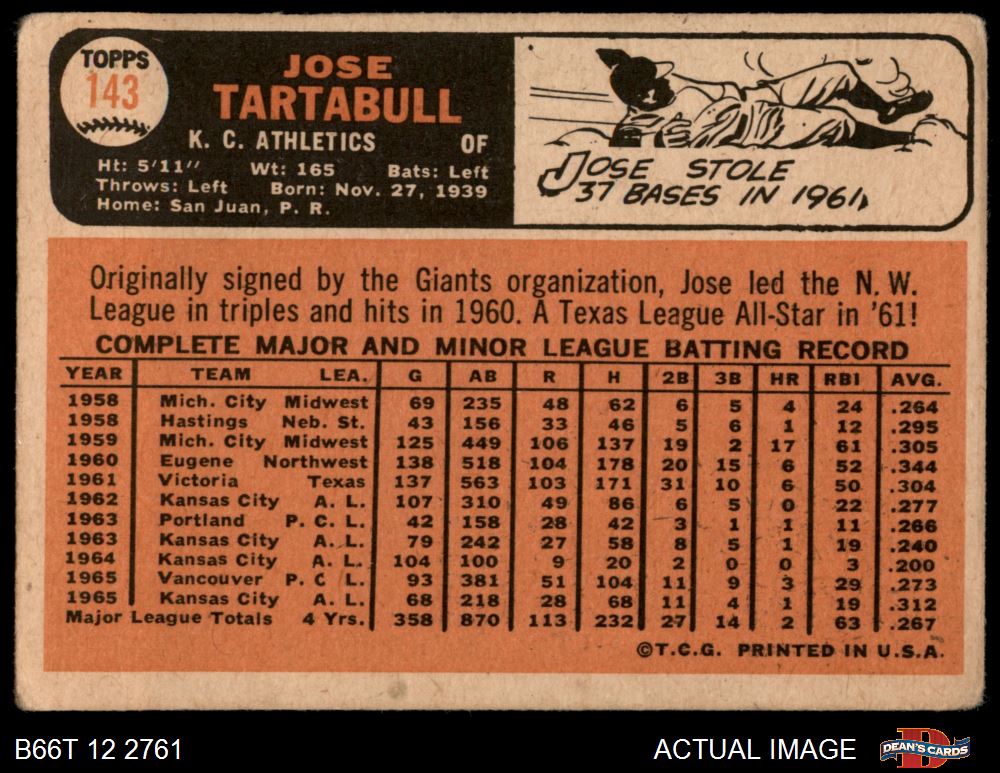 TOPPS
143
JOSE
TARTABULL
K. C. ATHLETICS OF
Ht: 5'11" Wt: 165 Bats: Left
Throws: Left Born: Nov. 27, 1939
Home: San Juan, P. R.
JOSE STOLE
37 BASES IN 1961,
Originally signed by the Giants organization, Jose led the N. W.
League in triples and hits in 1960. A Texas League All-Star in '61!
COMPLETE MAJOR AND MINOR LEAGUE BATTING RECORD
YEAR TEAM LEA. G AB R H 2B 3B HR RBI AVG.
1958 Mich. City Midwest 69 235 48 62 6 5 4 24 .264
1958 Hastings Neb. St. 43 156 33 46 5 6 1 12 .295
1959 Mich. City Midwest 125 449 106 137 19 2 17 61 .305
1960 Eugene Northwest 138 518 104 178 20 15 6 52 .344
1961 Victoria Texas 137 563 103 171 31 10 6 50 .304
1962 Kansas City A. L. 107 310 49 86 6 5 0 22 .277
1963 Portland P. C. L. 42 158 28 42 3 1 1 11 .266
1963 Kansas City A. L. 79 242 27 58 8 5 1 19 .240
1964 Kansas City A. L. 104 100 9 20 2 0 0 3 .200
1965 Vancouver P. C L. 93 381 51 104 11 9 3 29 .273
1965 Kansas City A. L. 68 218 28 68 11 4 1 19 .312
Major League Totals 4 Yrs. 358 870 113 232 27 14 2 63 .267
©T.C.G. PRINTED IN U.S.A.
B66T 12 2761 ACTUAL IMAGE
DEAN'S CARDS